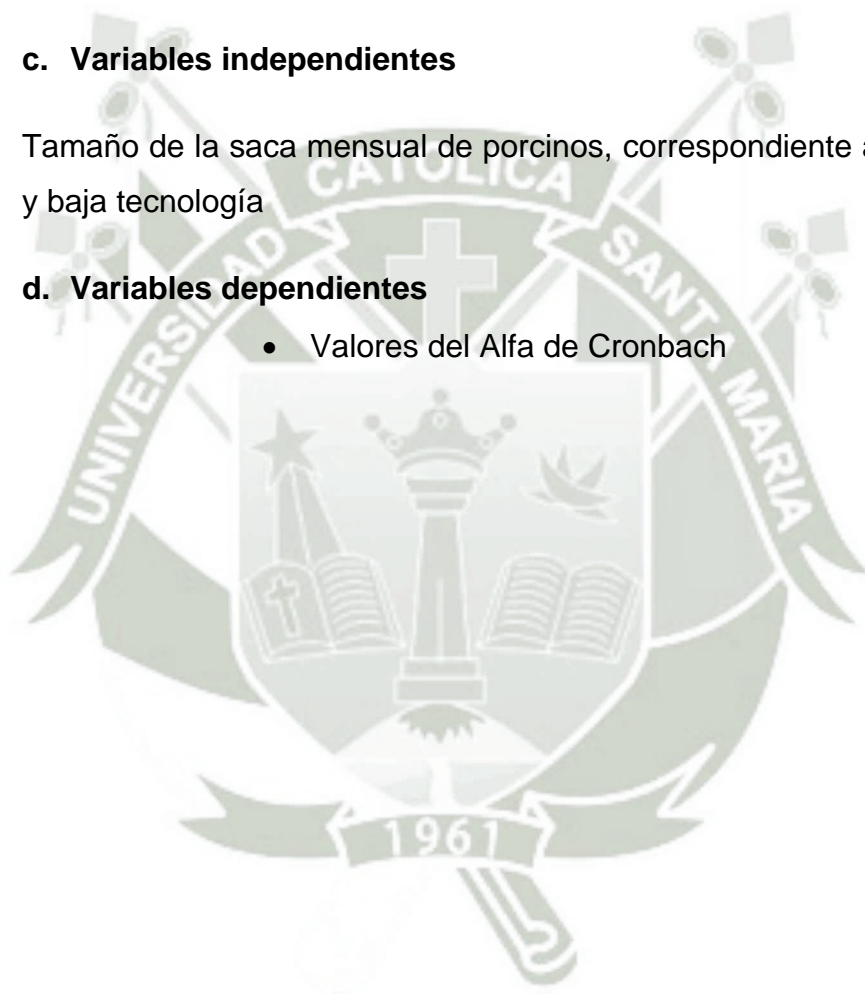 c. Variables independientes
Tamaño de la saca mensual de porcinos, correspondiente a
y baja tecnología
d. Variables dependientes
• Valores del Alfa de Cronbach
UNIVERSIDAD CATOLICA SANTA MARIA
1961